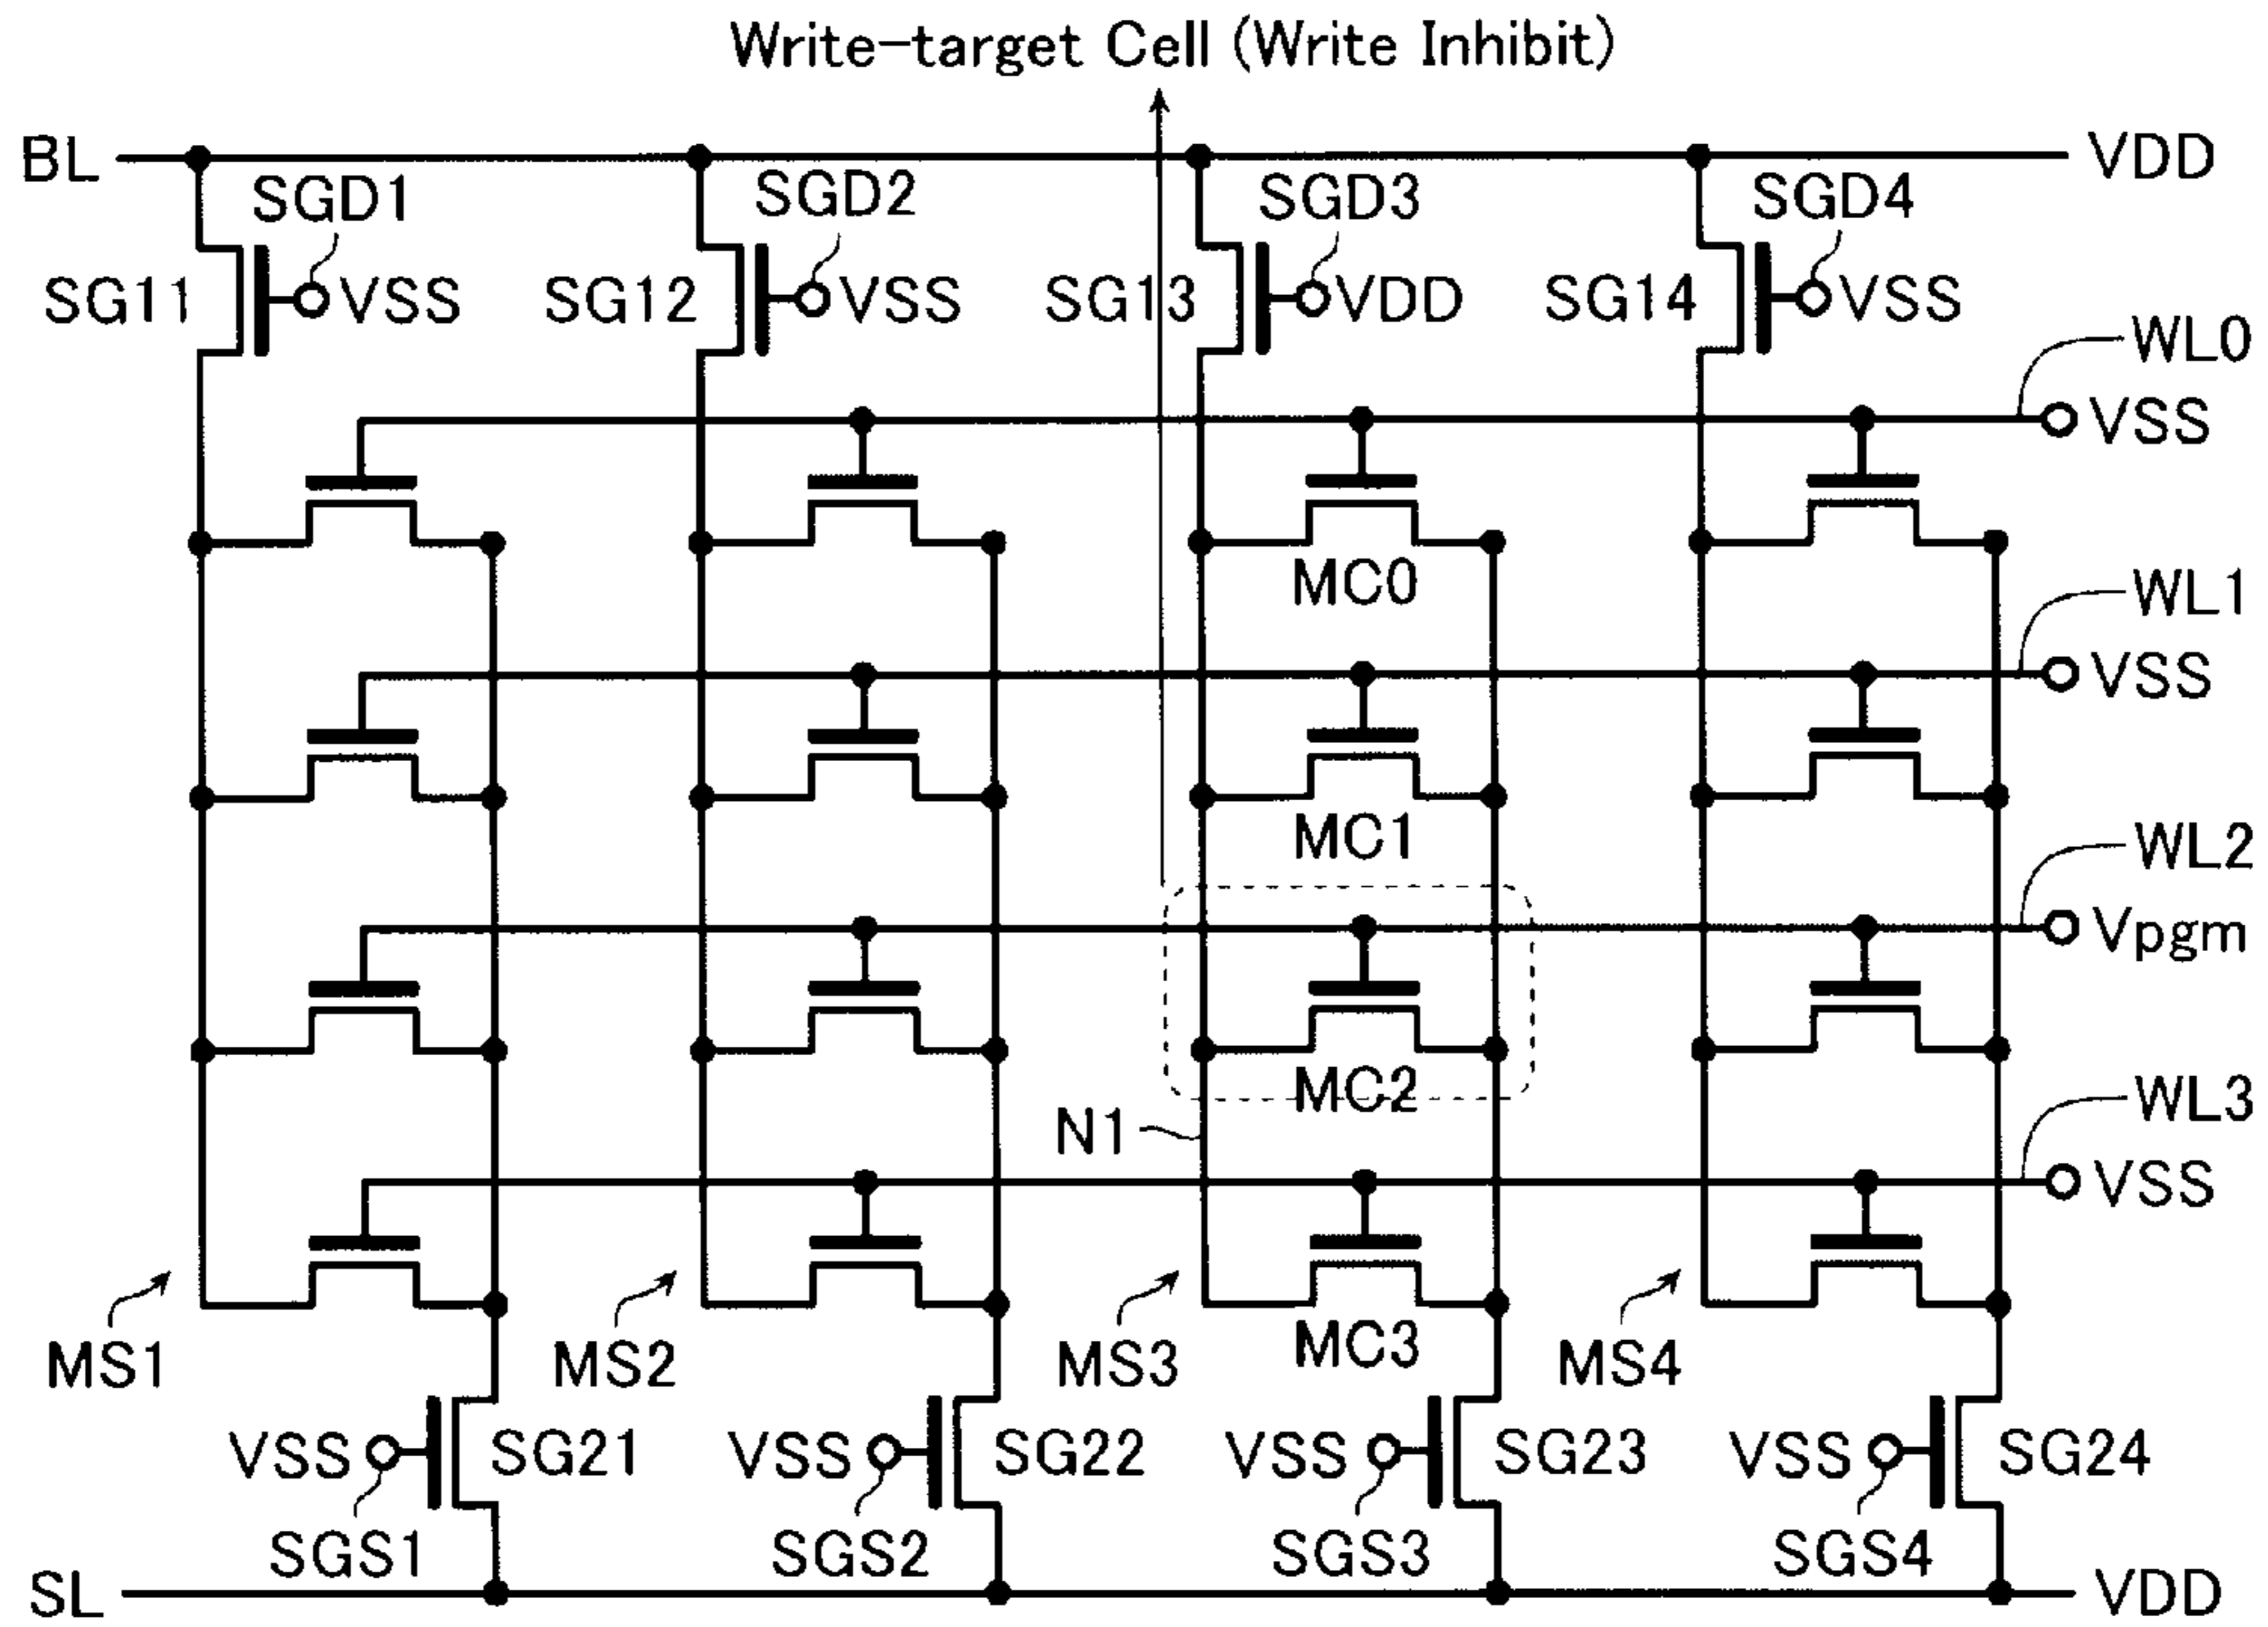 Write-target Cell (Write Inhibit)
BL VDD
SGD1 SGD2 SGD3 SGD4
SG11 VSS SG12 VSS SG13 VDD SG14 VSS
WL0
VSS
MC0
WL1
VSS
MC1
WL2
Vpgm
MC2
N1
WL3
VSS
MS1 MS2 MS3 MC3 MS4
VSS SG21 VSS SG22 VSS SG23 VSS SG24
SGS1 SGS2 SGS3 SGS4
SL VDD